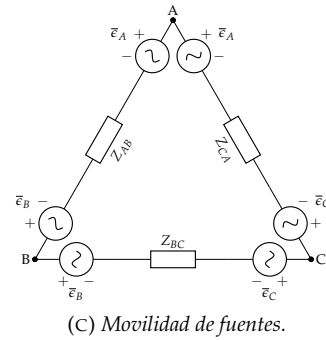 A
ε̅A + + ε̅A
− −
ZAB ZCA
ε̅B − − ε̅C
+ +
B ZBC C
+ − − +
ε̅B ε̅C
(C) Movilidad de fuentes.